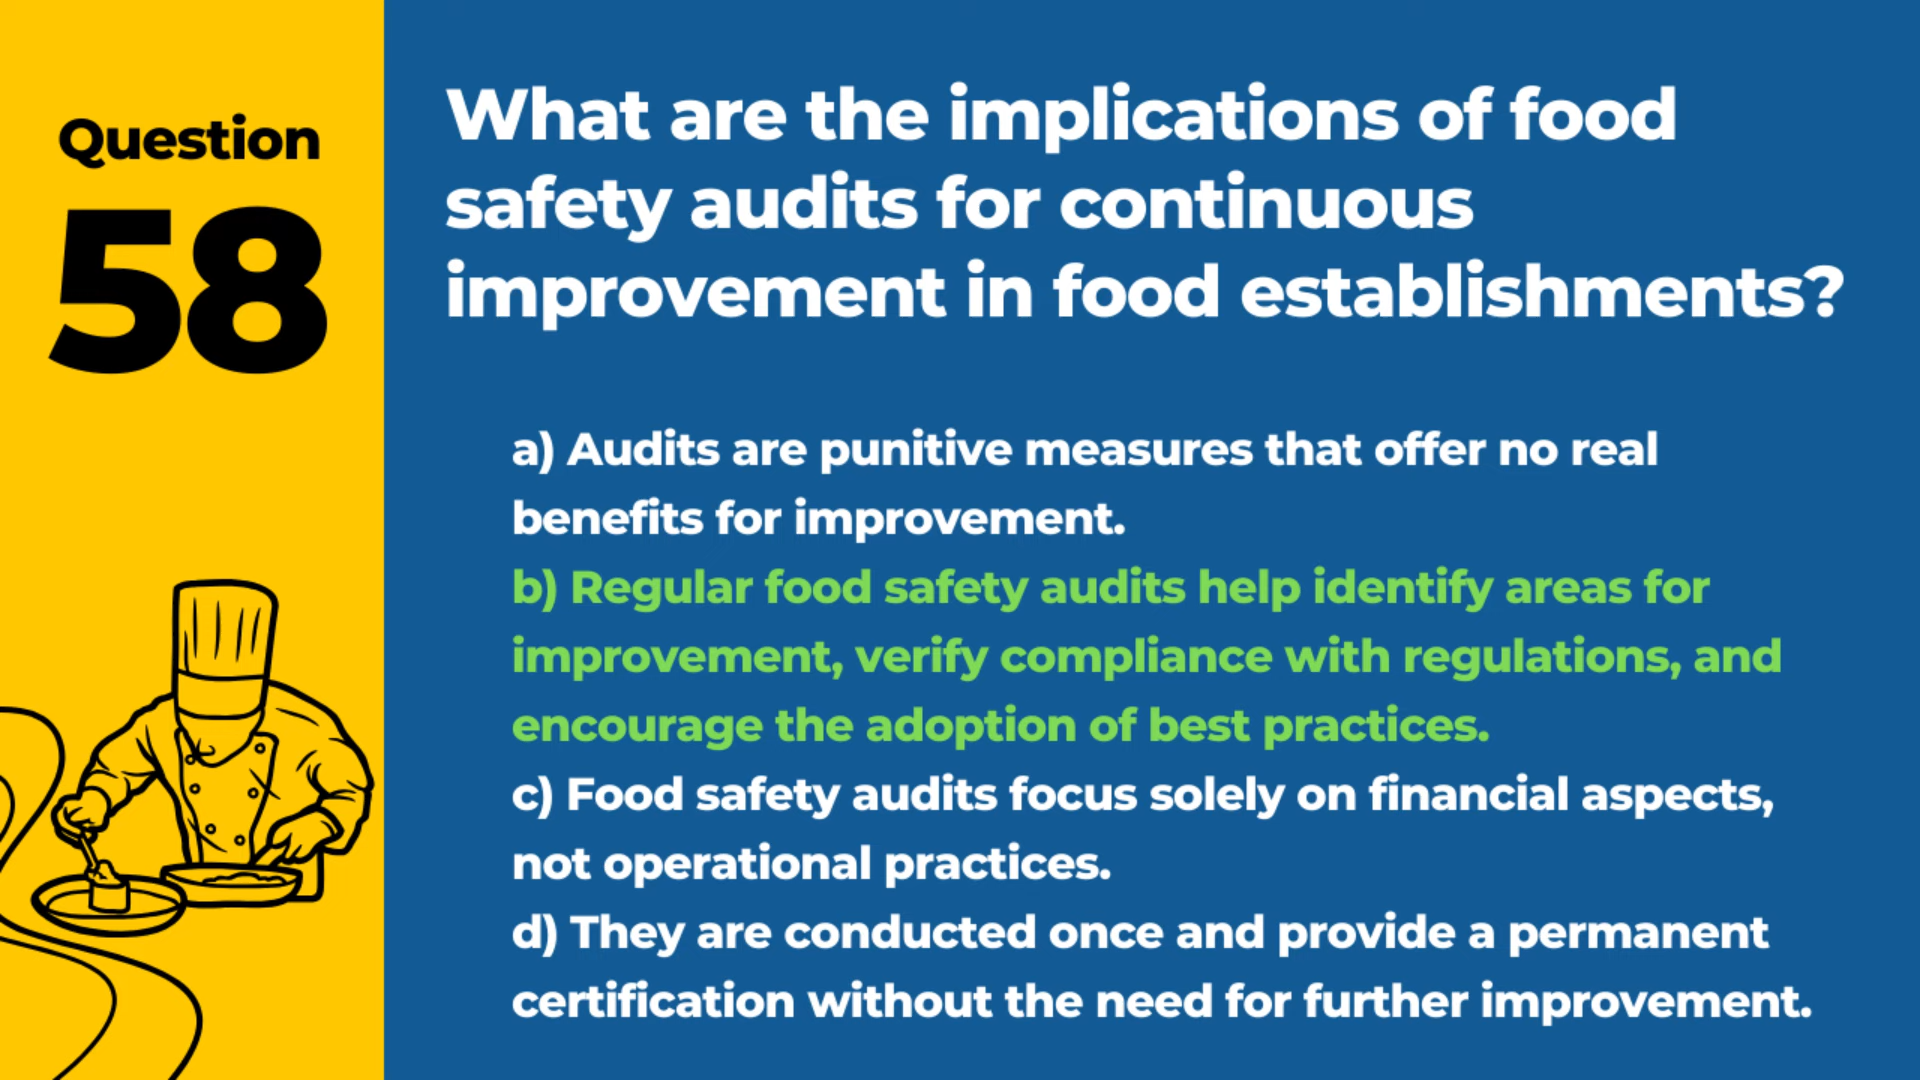 Question
58
What are the implications of food
safety audits for continuous
improvement in food establishments?
a) Audits are punitive measures that offer no real
benefits for improvement.
b) Regular food safety audits help identify areas for
improvement, verify compliance with regulations, and
encourage the adoption of best practices.
c) Food safety audits focus solely on financial aspects,
not operational practices.
d) They are conducted once and provide a permanent
certification without the need for further improvement.